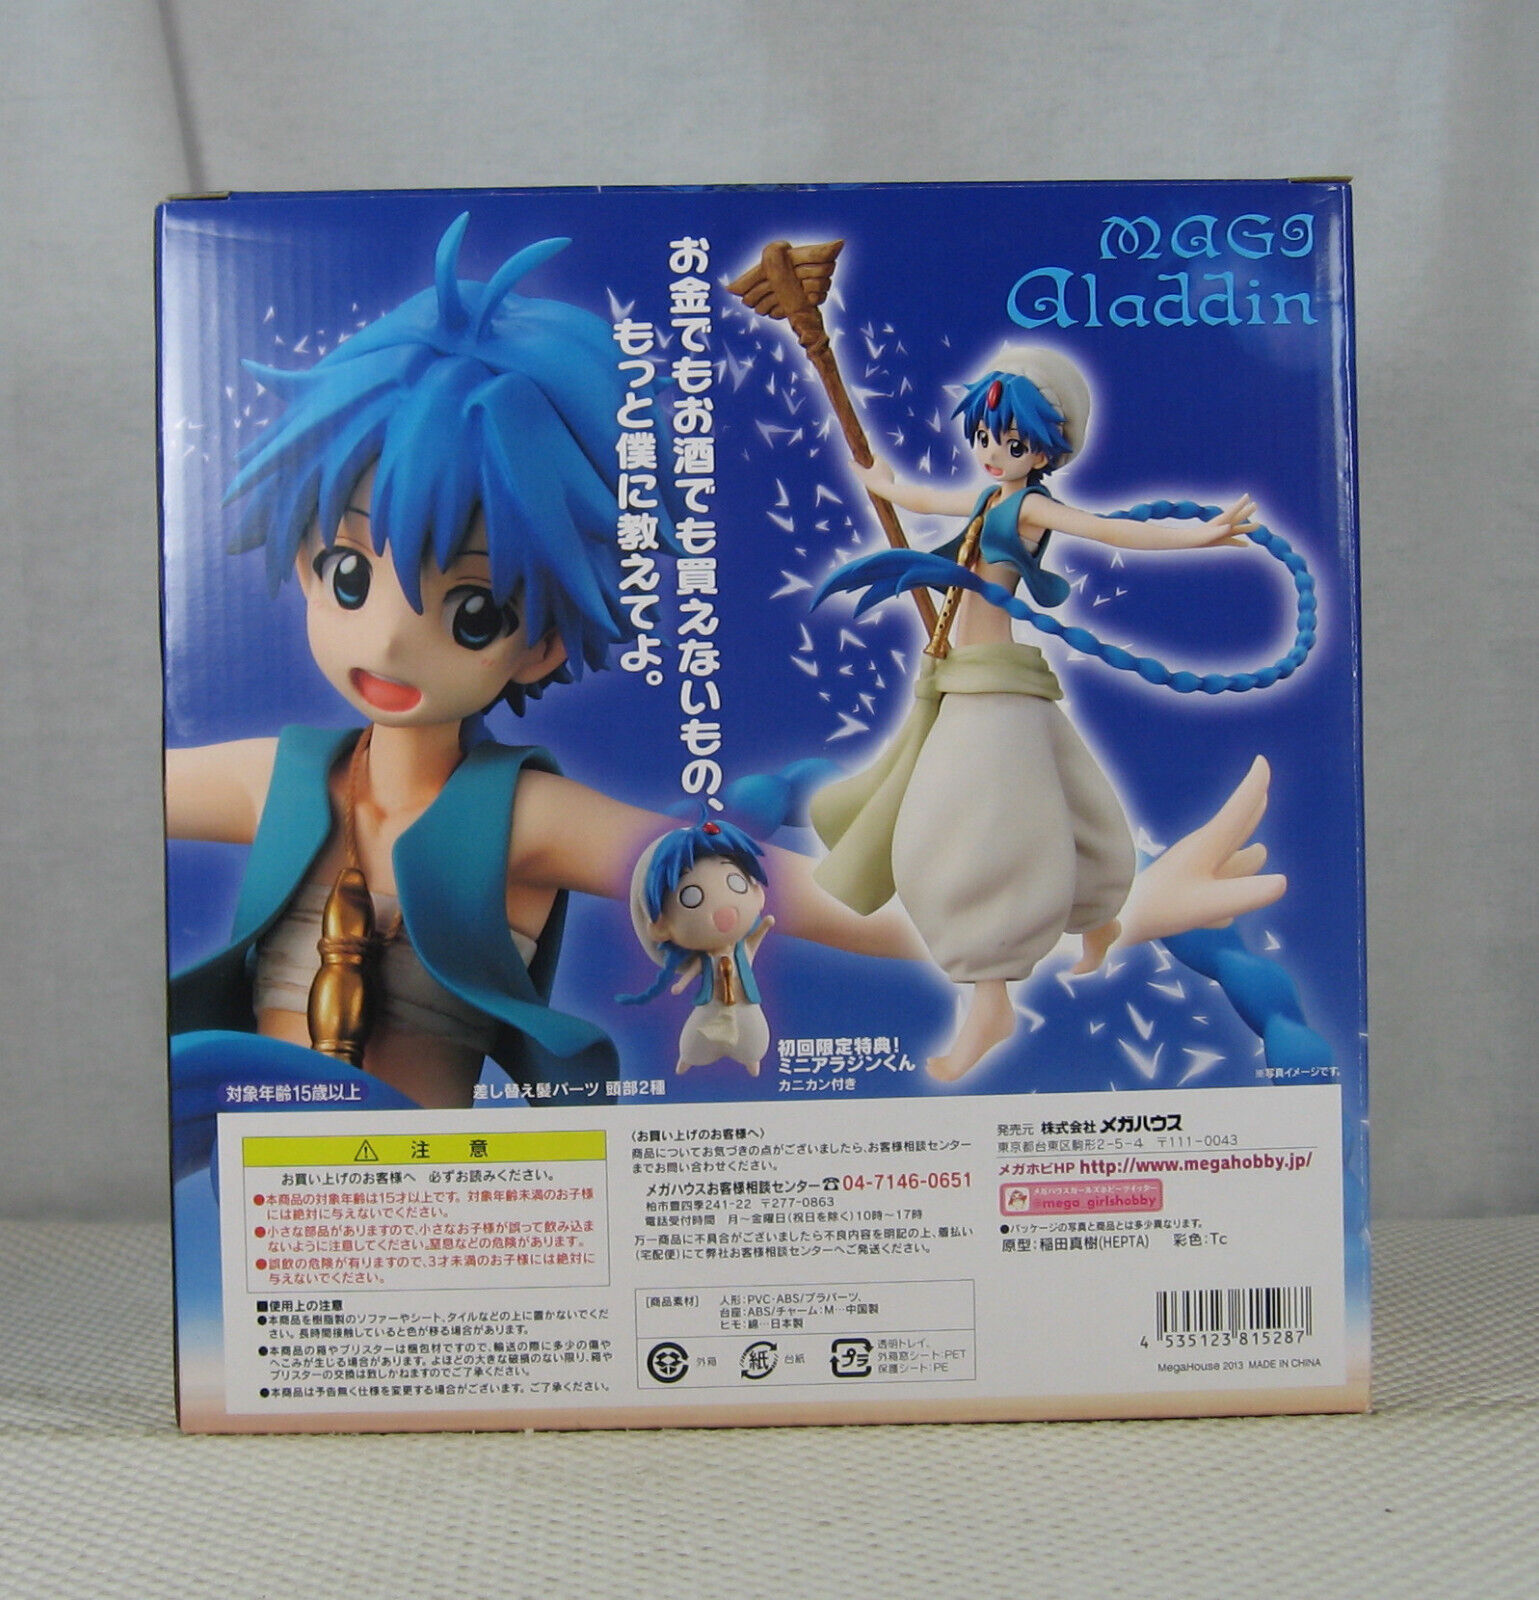 MAGI
Aladdin
お金でもお酒でも買えないもの、
もっと僕に教えてよ。
初回限定特典!
ミニアラジンくん
カニカン付き
※写真イメージです。
対象年齢15歳以上
差し替え髪パーツ 頭部2種
注 意
お買い上げのお客様へ 必ずお読みください。
●本商品の対象年齢は15才以上です。対象年齢未満のお子様
には絶対に与えないでください。
●小さな部品がありますので、小さなお子様が誤って飲み込ま
ないように注意してください。窒息などの危険があります。
●誤飲の危険が有りますので、3才未満のお子様には絶対に
与えないでください。
■使用上の注意
●本商品を樹脂製のソファーやシート、タイルなどの上に置かないでくだ
さい。長時間接触していると色が移る場合があります。
●本商品の箱やブリスターは梱包材ですので、輸送の際に多少の傷や
へこみが生じる場合があります。よほどの大きな破損のない限り、箱や
ブリスターの交換は致しかねますのでご了承ください。
●本商品は予告無く仕様を変更する場合がございます。ご了承ください。
〈お買い上げのお客様へ〉
商品についてお気づきの点がございましたら、お客様相談センター
までお問い合わせください。
メガハウスお客様相談センター☎04-7146-0651
柏市豊四季241-22 〒277-0863
電話受付時間 月〜金曜日(祝日を除く)10時〜17時
万一商品に不具合がございましたら不良内容を明記の上、着払い
(宅配便)にて弊社お客様相談センターへご発送ください。
[商品素材] 人形:PVC・ABS/プラパーツ、
台座:ABS/チャーム:M…中国製
ヒモ:綿…日本製
外箱
紙
台紙
プラ
透明トレイ、
外箱窓シート:PET
保護シート:PE
発売元 株式会社 メガハウス
東京都台東区駒形2-5-4 〒111-0043
メガホビHP http://www.megahobby.jp/
メガハウスガールズホビーツイッター
@mega_girlshobby
●パッケージの写真と商品とは多少異なります。
原型:稲田真樹(HEPTA) 彩色:Tc
4 535123 815287
MegaHouse 2013 MADE IN CHINA